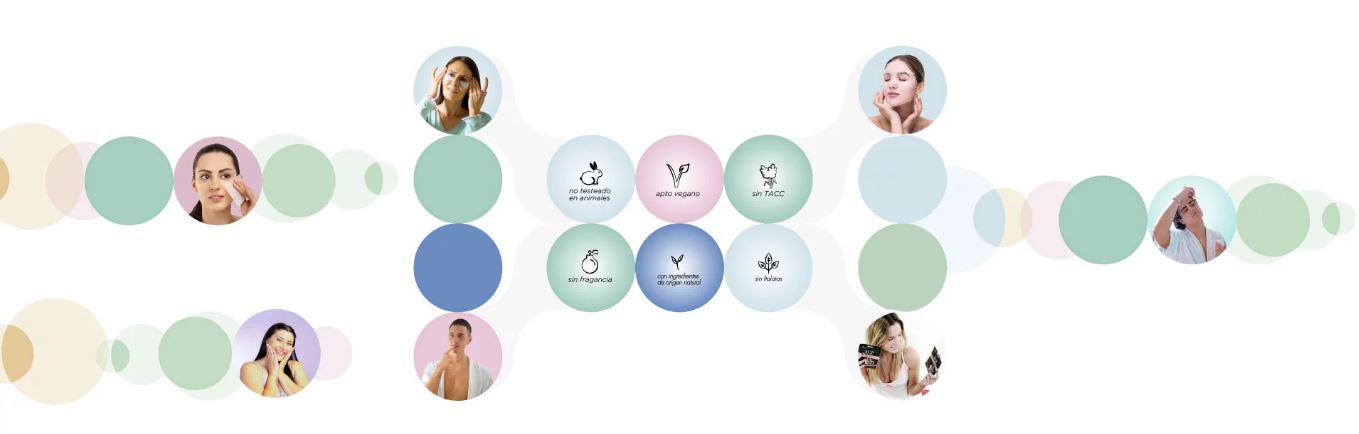 no testeado
en animales
apto vegano
sin TACC
sin fragancia
con ingredientes
de origen natural
sin ftalatos